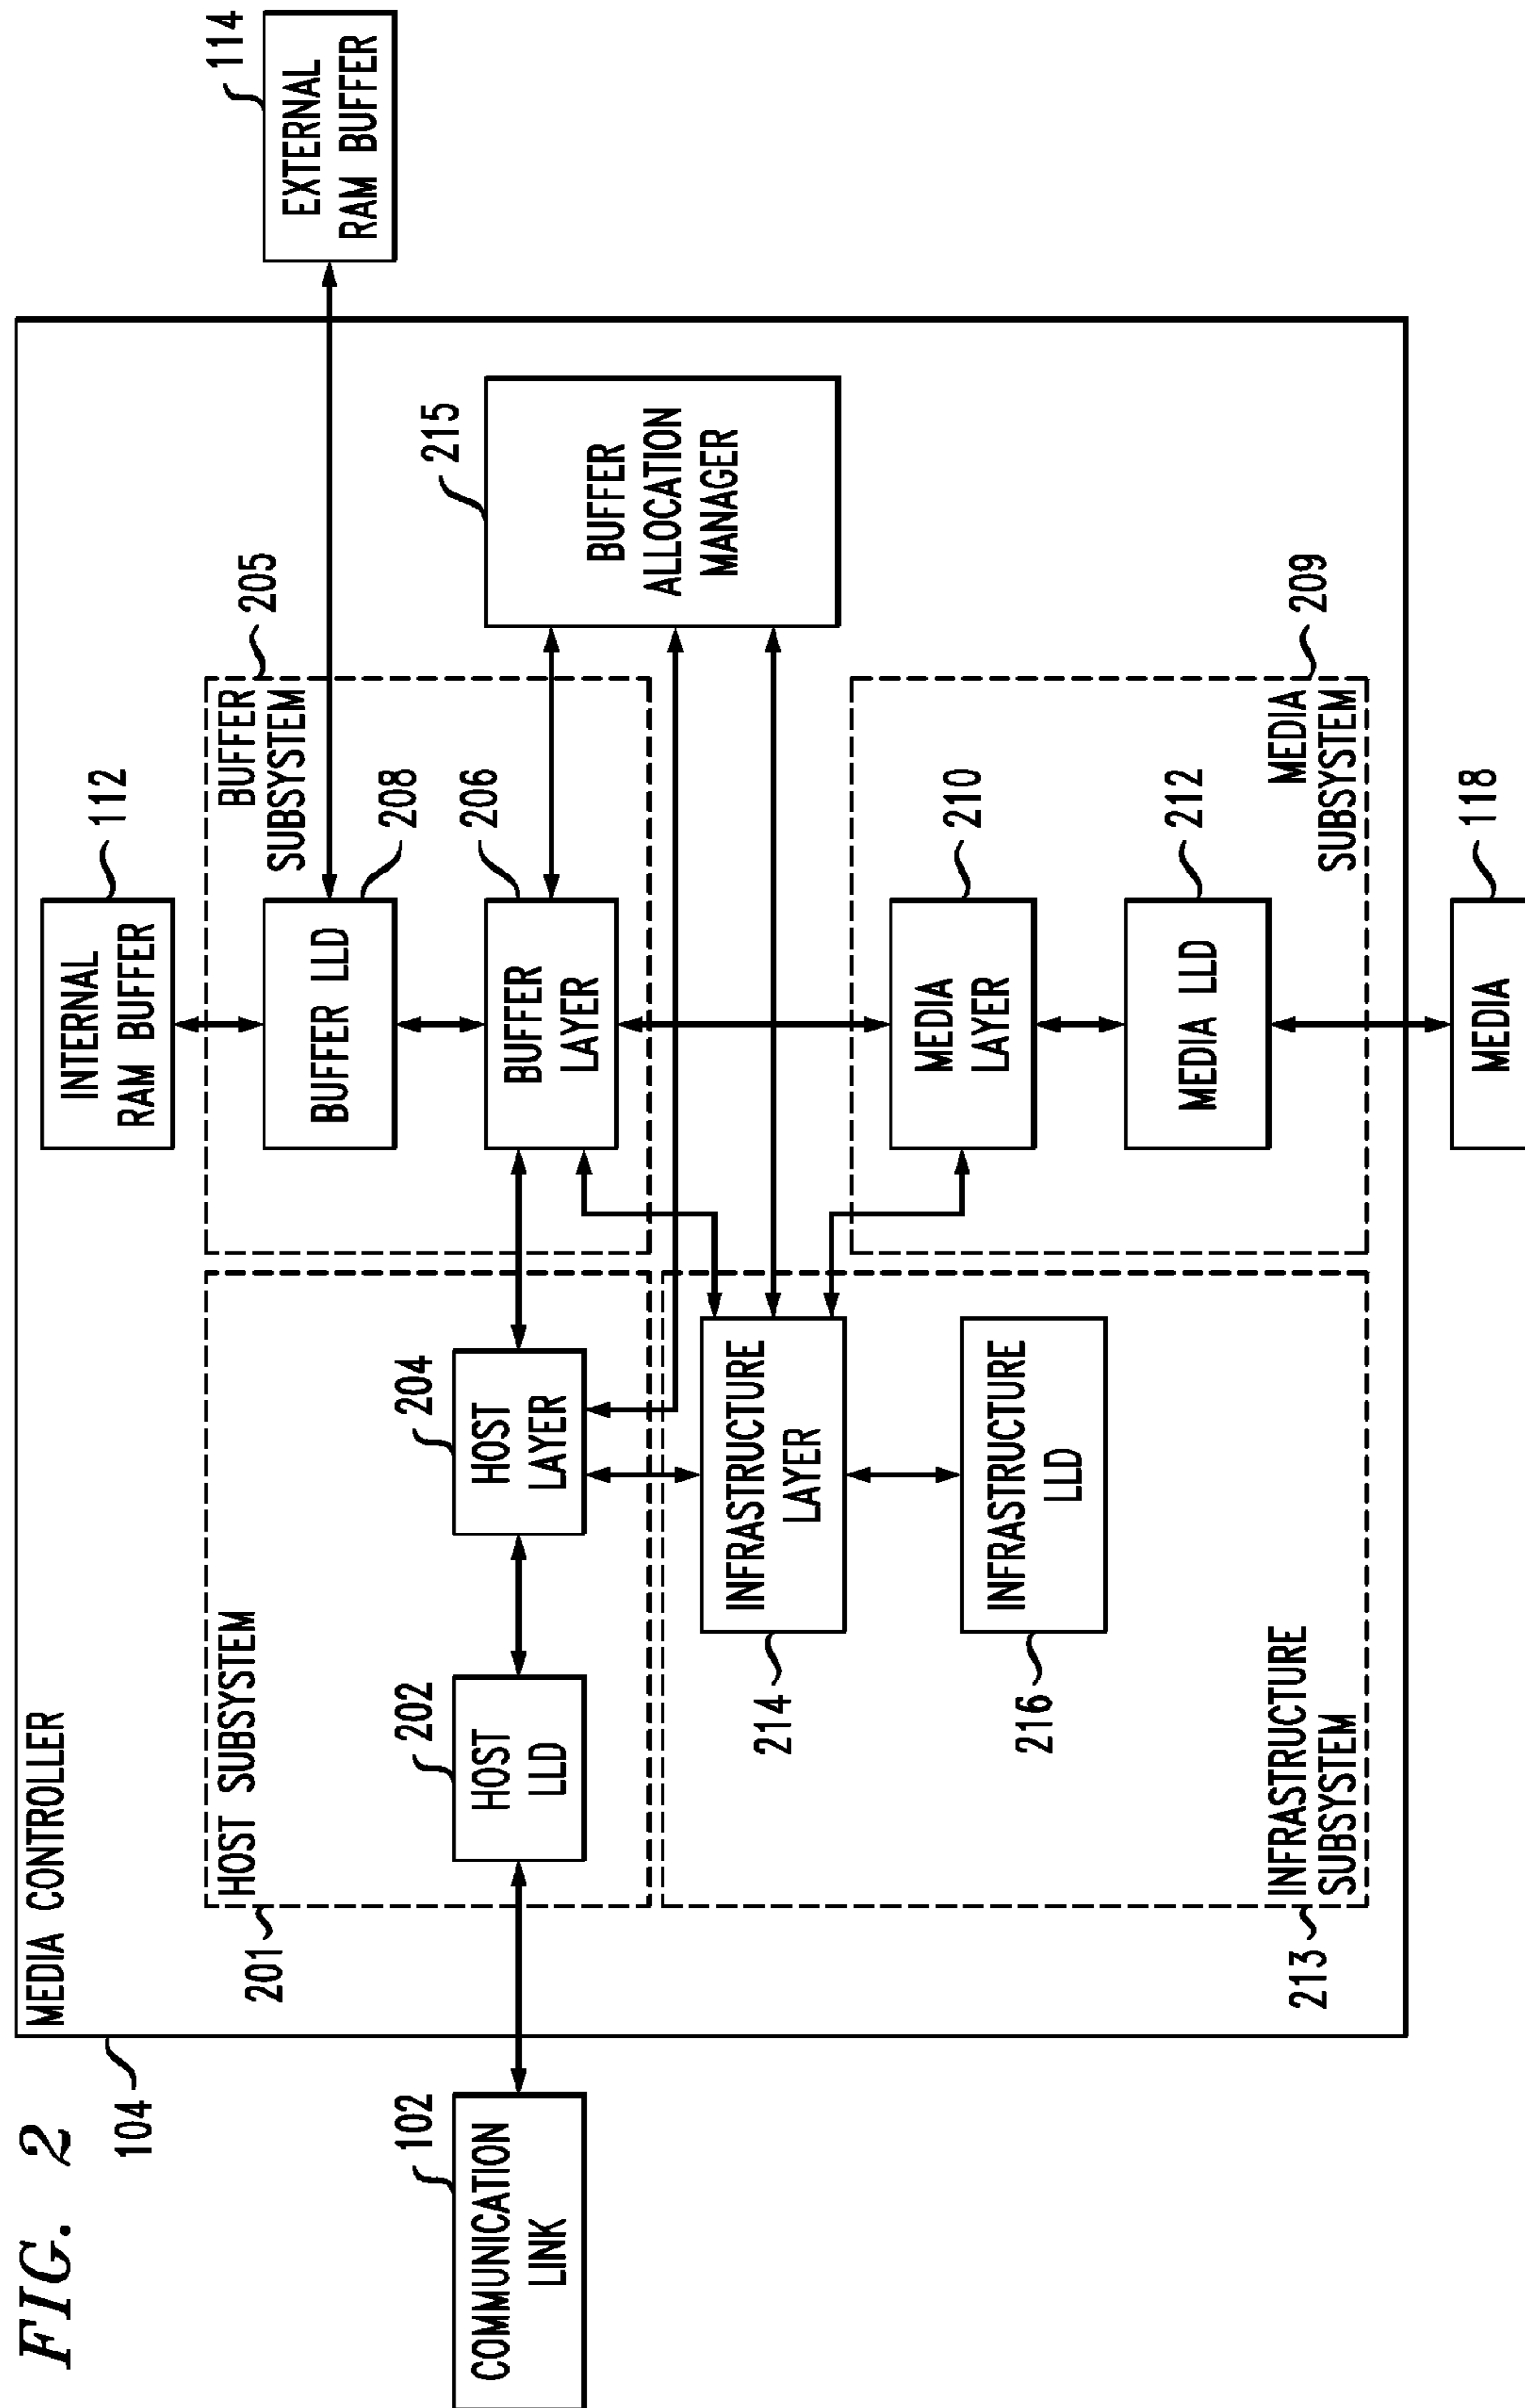 FIG. 2
MEDIA CONTROLLER
104
INTERNAL
RAM BUFFER
112
EXTERNAL
RAM BUFFER
114
HOST SUBSYSTEM
201
BUFFER
SUBSYSTEM
205
BUFFER LLD
208
COMMUNICATION
LINK
102
HOST
LLD
202
HOST
LAYER
204
BUFFER
LAYER
206
BUFFER
ALLOCATION
MANAGER
215
INFRASTRUCTURE
LAYER
214
INFRASTRUCTURE
LLD
216
INFRASTRUCTURE
SUBSYSTEM
213
MEDIA
LAYER
210
MEDIA LLD
212
MEDIA
SUBSYSTEM
209
MEDIA
118